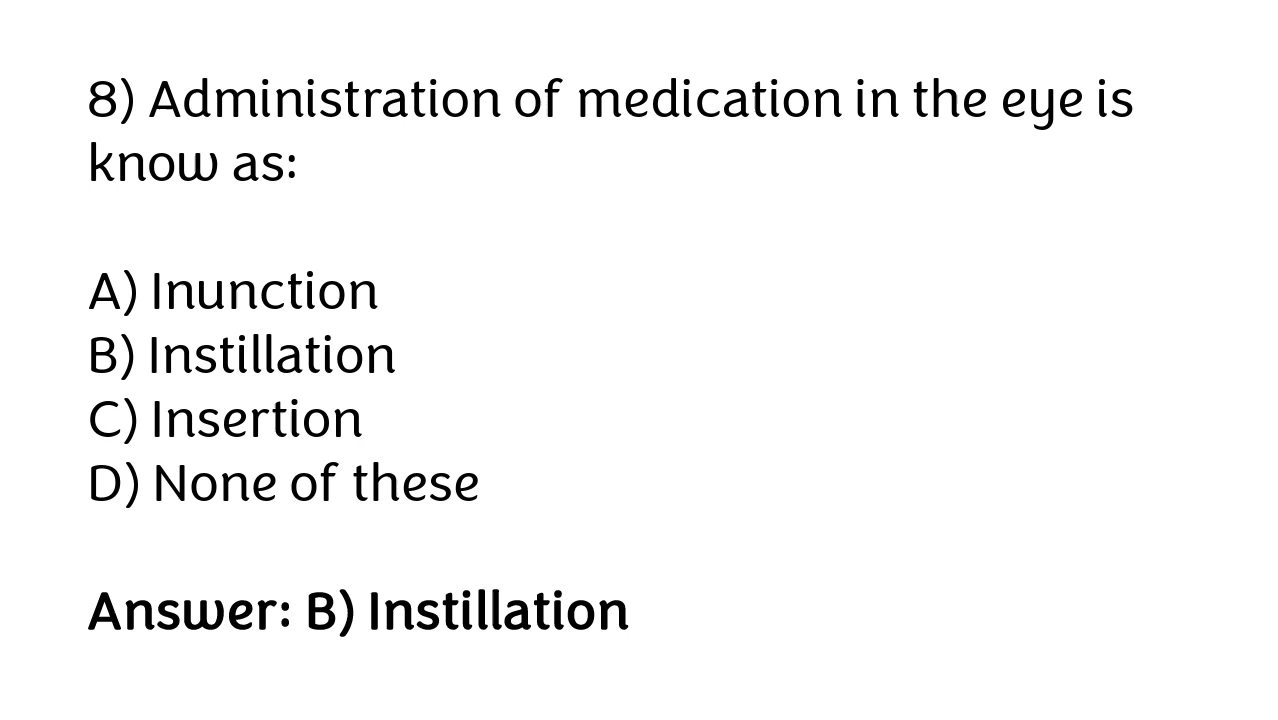 8) Administration of medication in the eye is
know as:
A) Inunction
B) Instillation
C) Insertion
D) None of these
Answer: B) Instillation